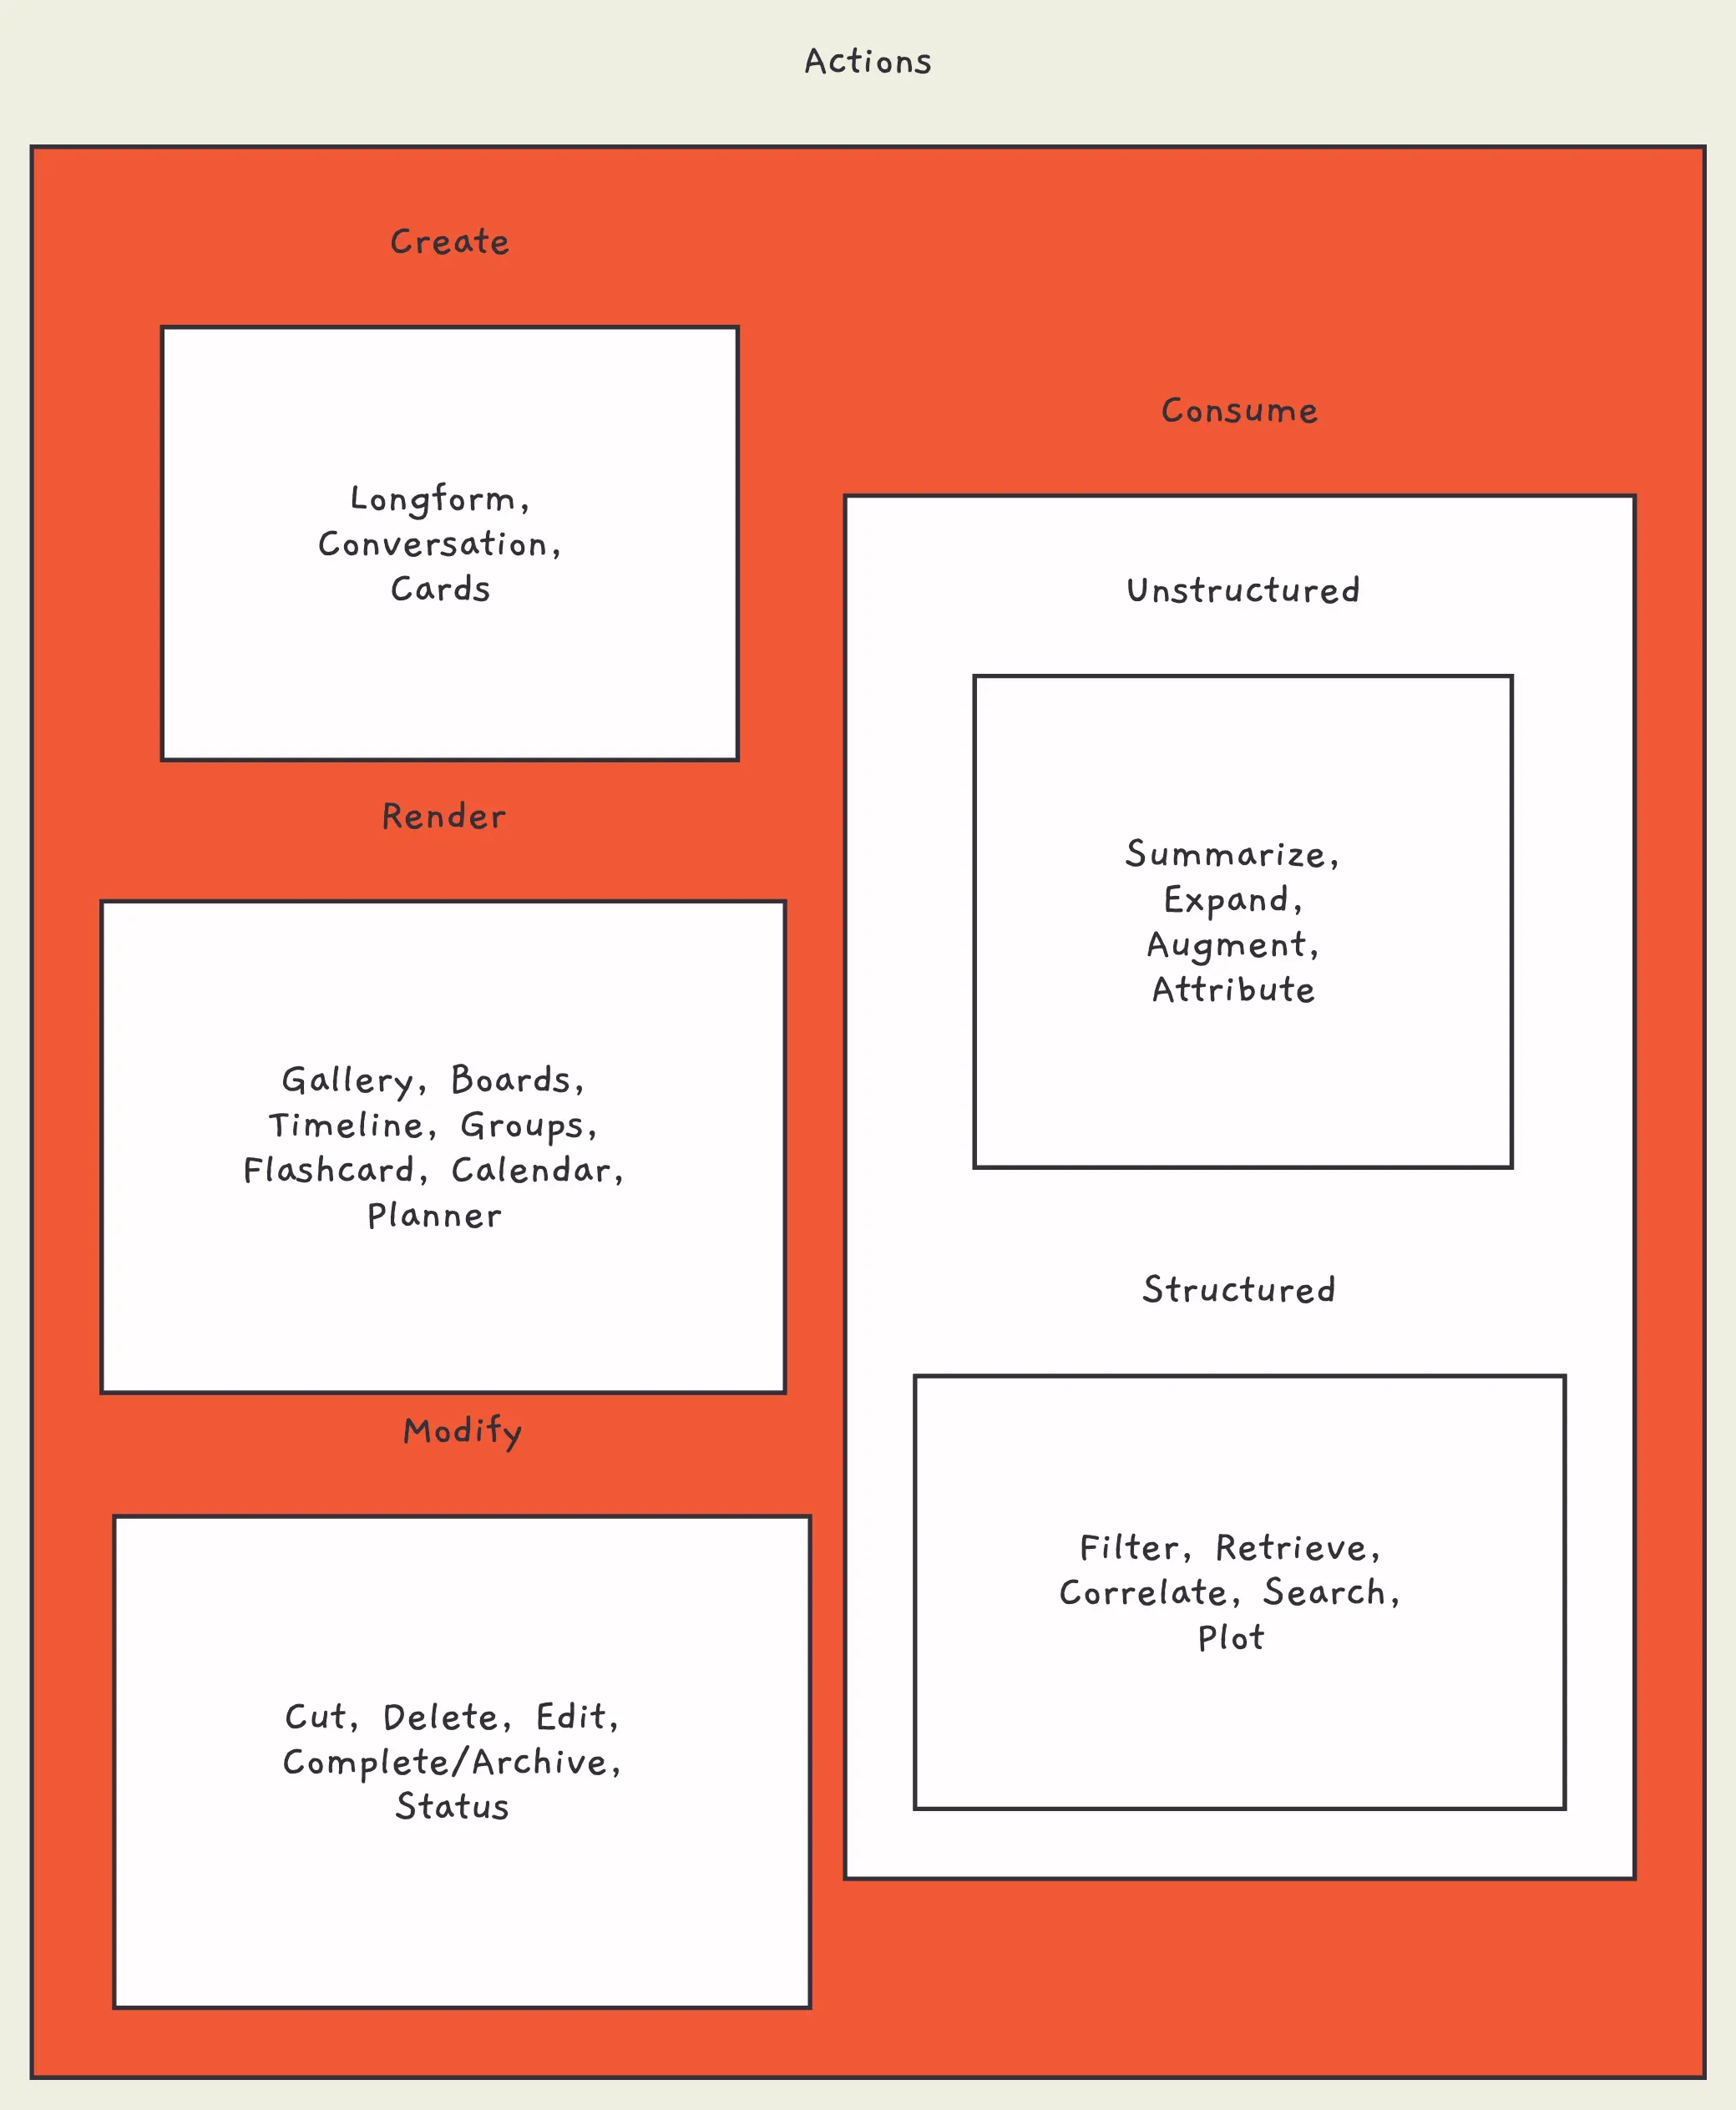 Actions
Create
Longform,
Conversation,
Cards
Render
Gallery, Boards,
Timeline, Groups,
Flashcard, Calendar,
Planner
Modify
Cut, Delete, Edit,
Complete/Archive,
Status
Consume
Unstructured
Summarize,
Expand,
Augment,
Attribute
Structured
Filter, Retrieve,
Correlate, Search,
Plot